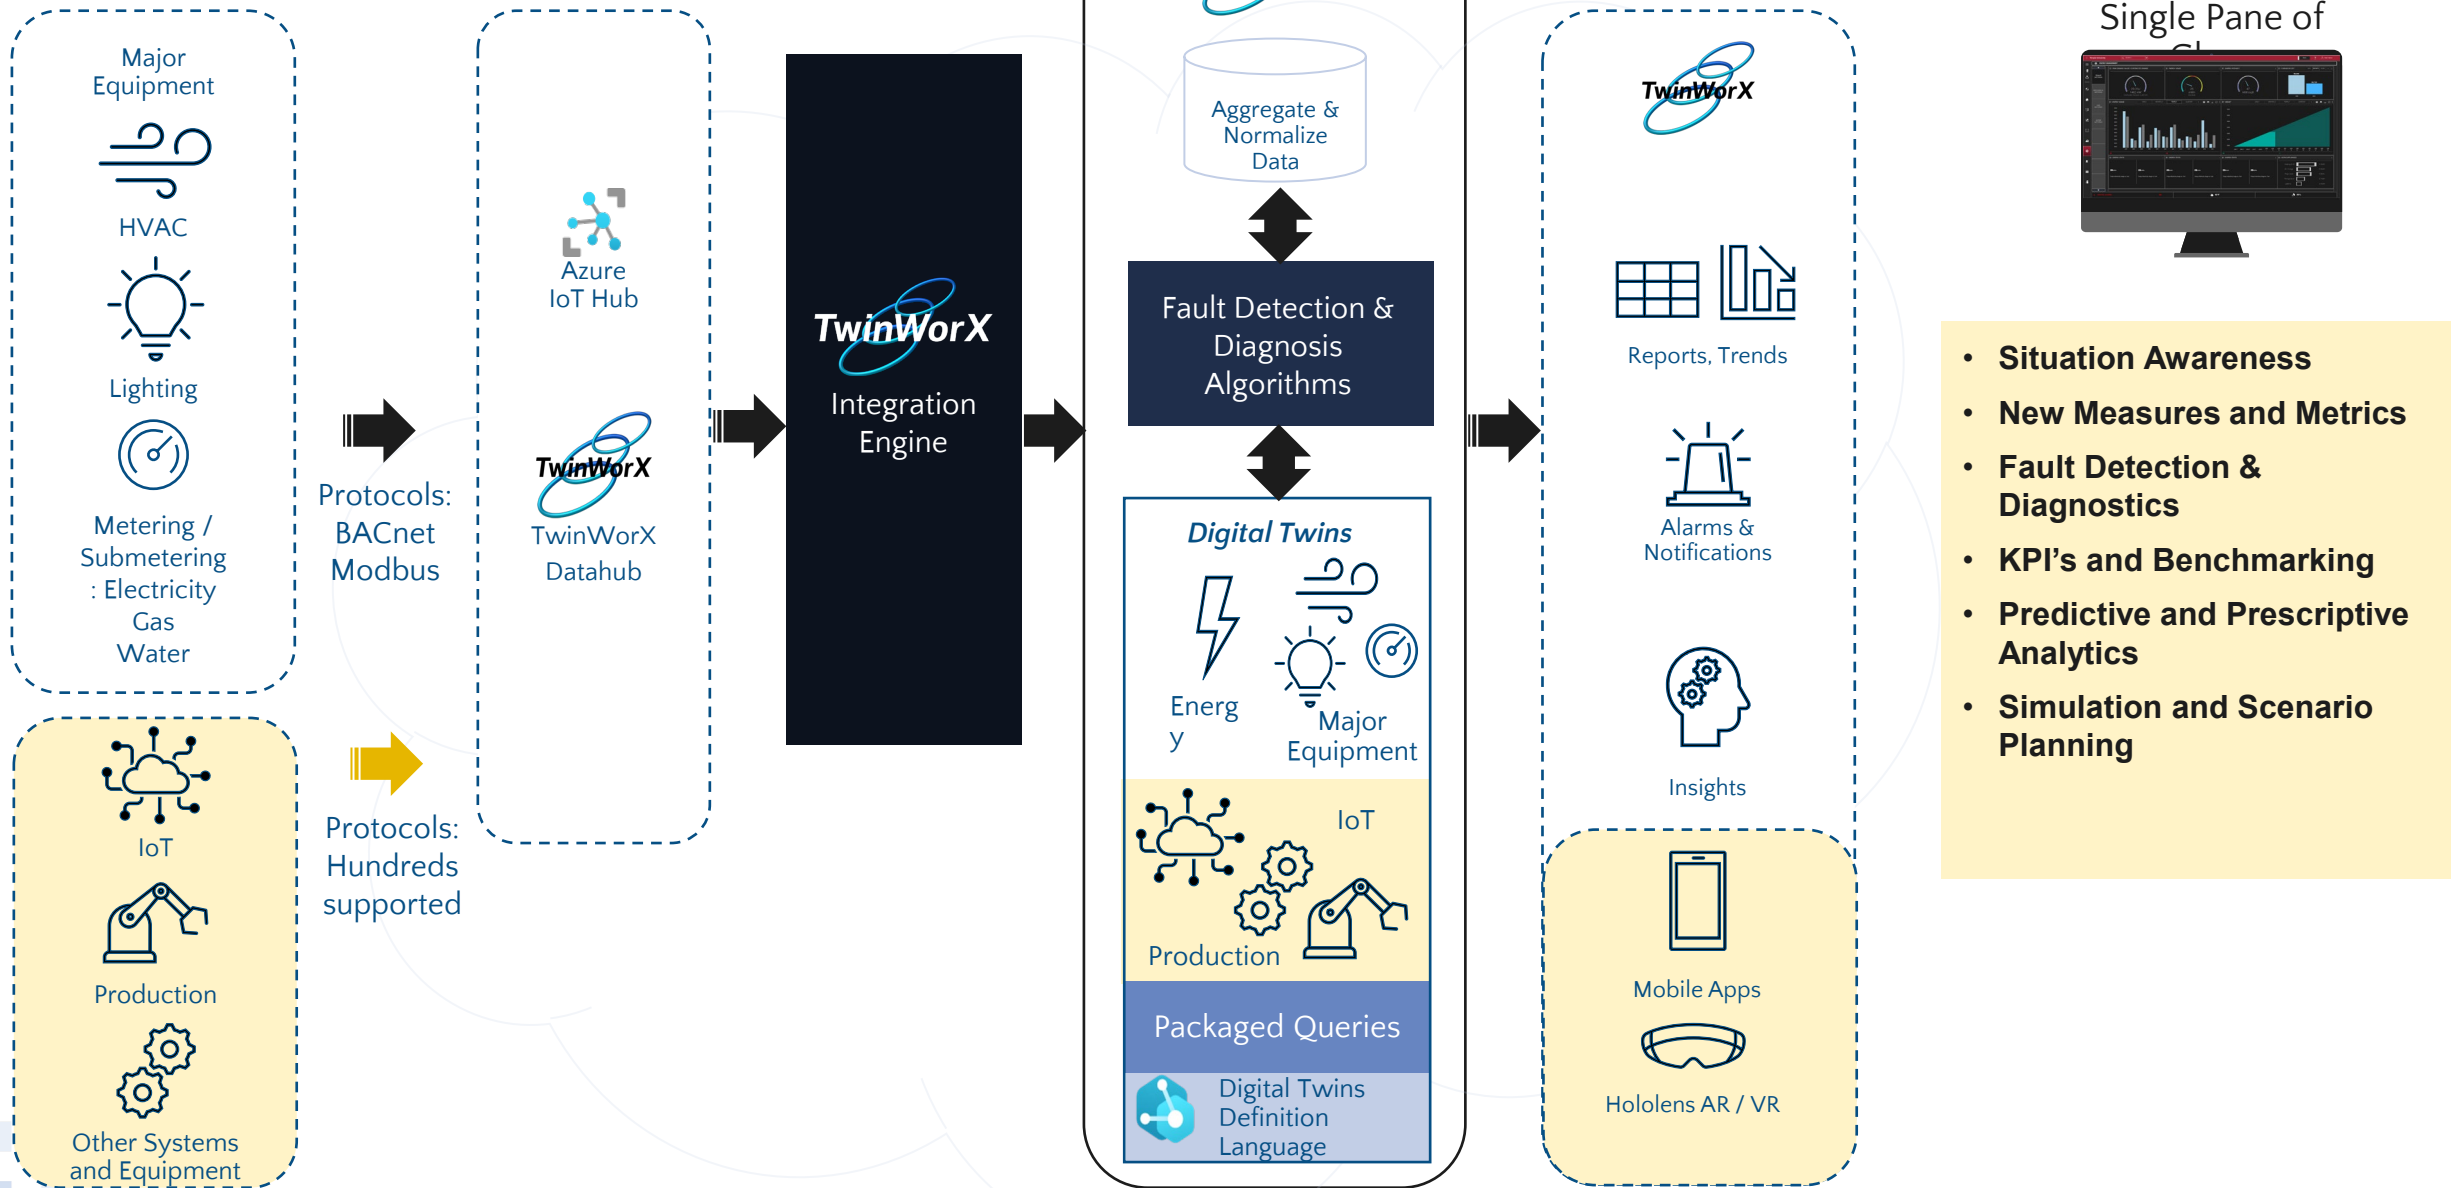 Major
Equipment
HVAC
Lighting
Metering /
Submetering
: Electricity
Gas
Water
IoT
Production
Other Systems
and Equipment
Protocols:
BACnet
Modbus
Protocols:
Hundreds
supported
Azure
IoT Hub
TwinWorX
TwinWorX
Datahub
TwinWorX
Integration
Engine
Aggregate &
Normalize
Data
Fault Detection &
Diagnosis
Algorithms
Digital Twins
Energ
y
Major
Equipment
IoT
Production
Packaged Queries
Digital Twins
Definition
Language
TwinWorX
Reports, Trends
Alarms &
Notifications
Insights
Mobile Apps
Hololens AR / VR
Single Pane of
• Situation Awareness
• New Measures and Metrics
• Fault Detection &
Diagnostics
• KPI’s and Benchmarking
• Predictive and Prescriptive
Analytics
• Simulation and Scenario
Planning